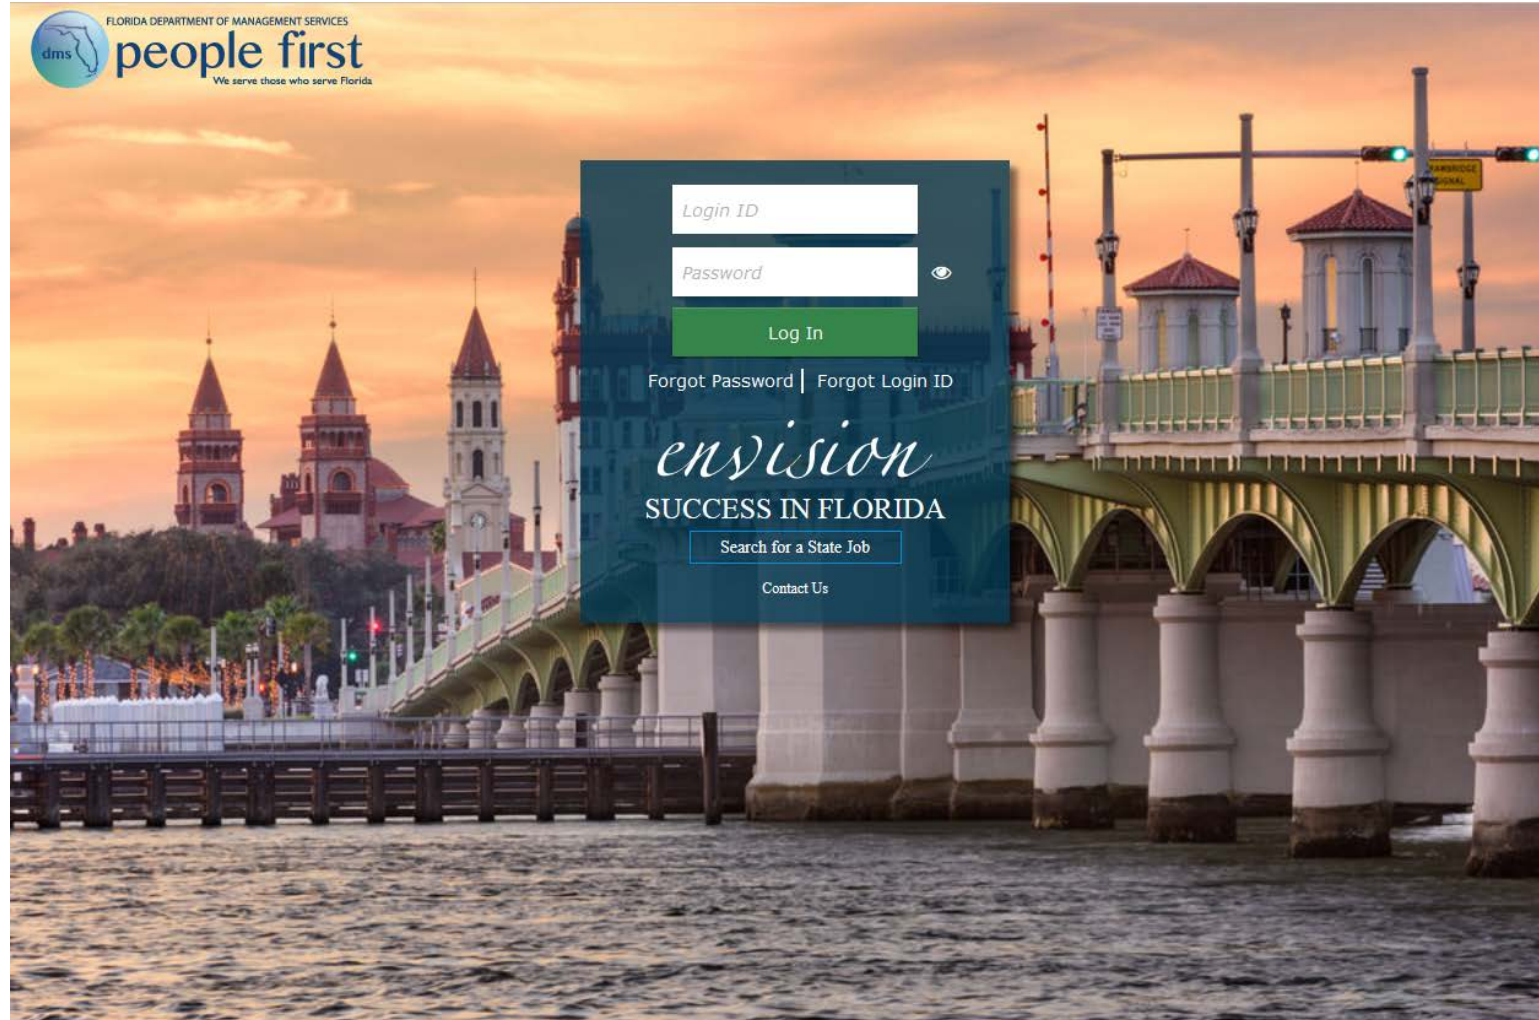 FLORIDA DEPARTMENT OF MANAGEMENT SERVICES
dms
people first
We serve those who serve Florida
Login ID
Password
Log In
Forgot Password | Forgot Login ID
envision
SUCCESS IN FLORIDA
Search for a State Job
Contact Us
SIGNAL